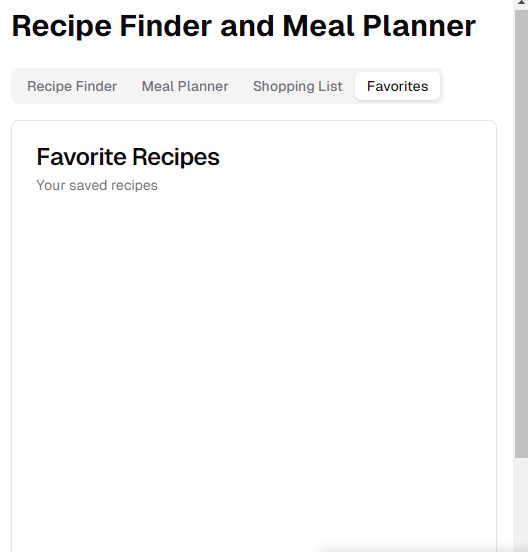 Recipe Finder and Meal Planner
Recipe Finder Meal Planner Shopping List Favorites
Favorite Recipes
Your saved recipes